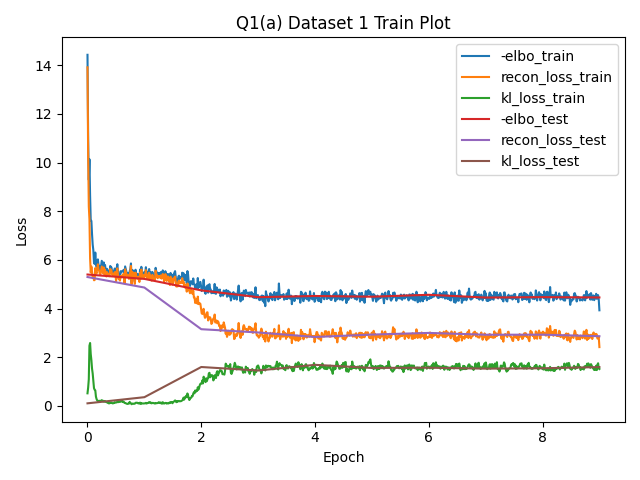 Q1(a) Dataset 1 Train Plot
-elbo_train
recon_loss_train
kl_loss_train
-elbo_test
recon_loss_test
kl_loss_test
Loss
14
12
10
8
6
4
2
0
0
2
4
6
8
Epoch